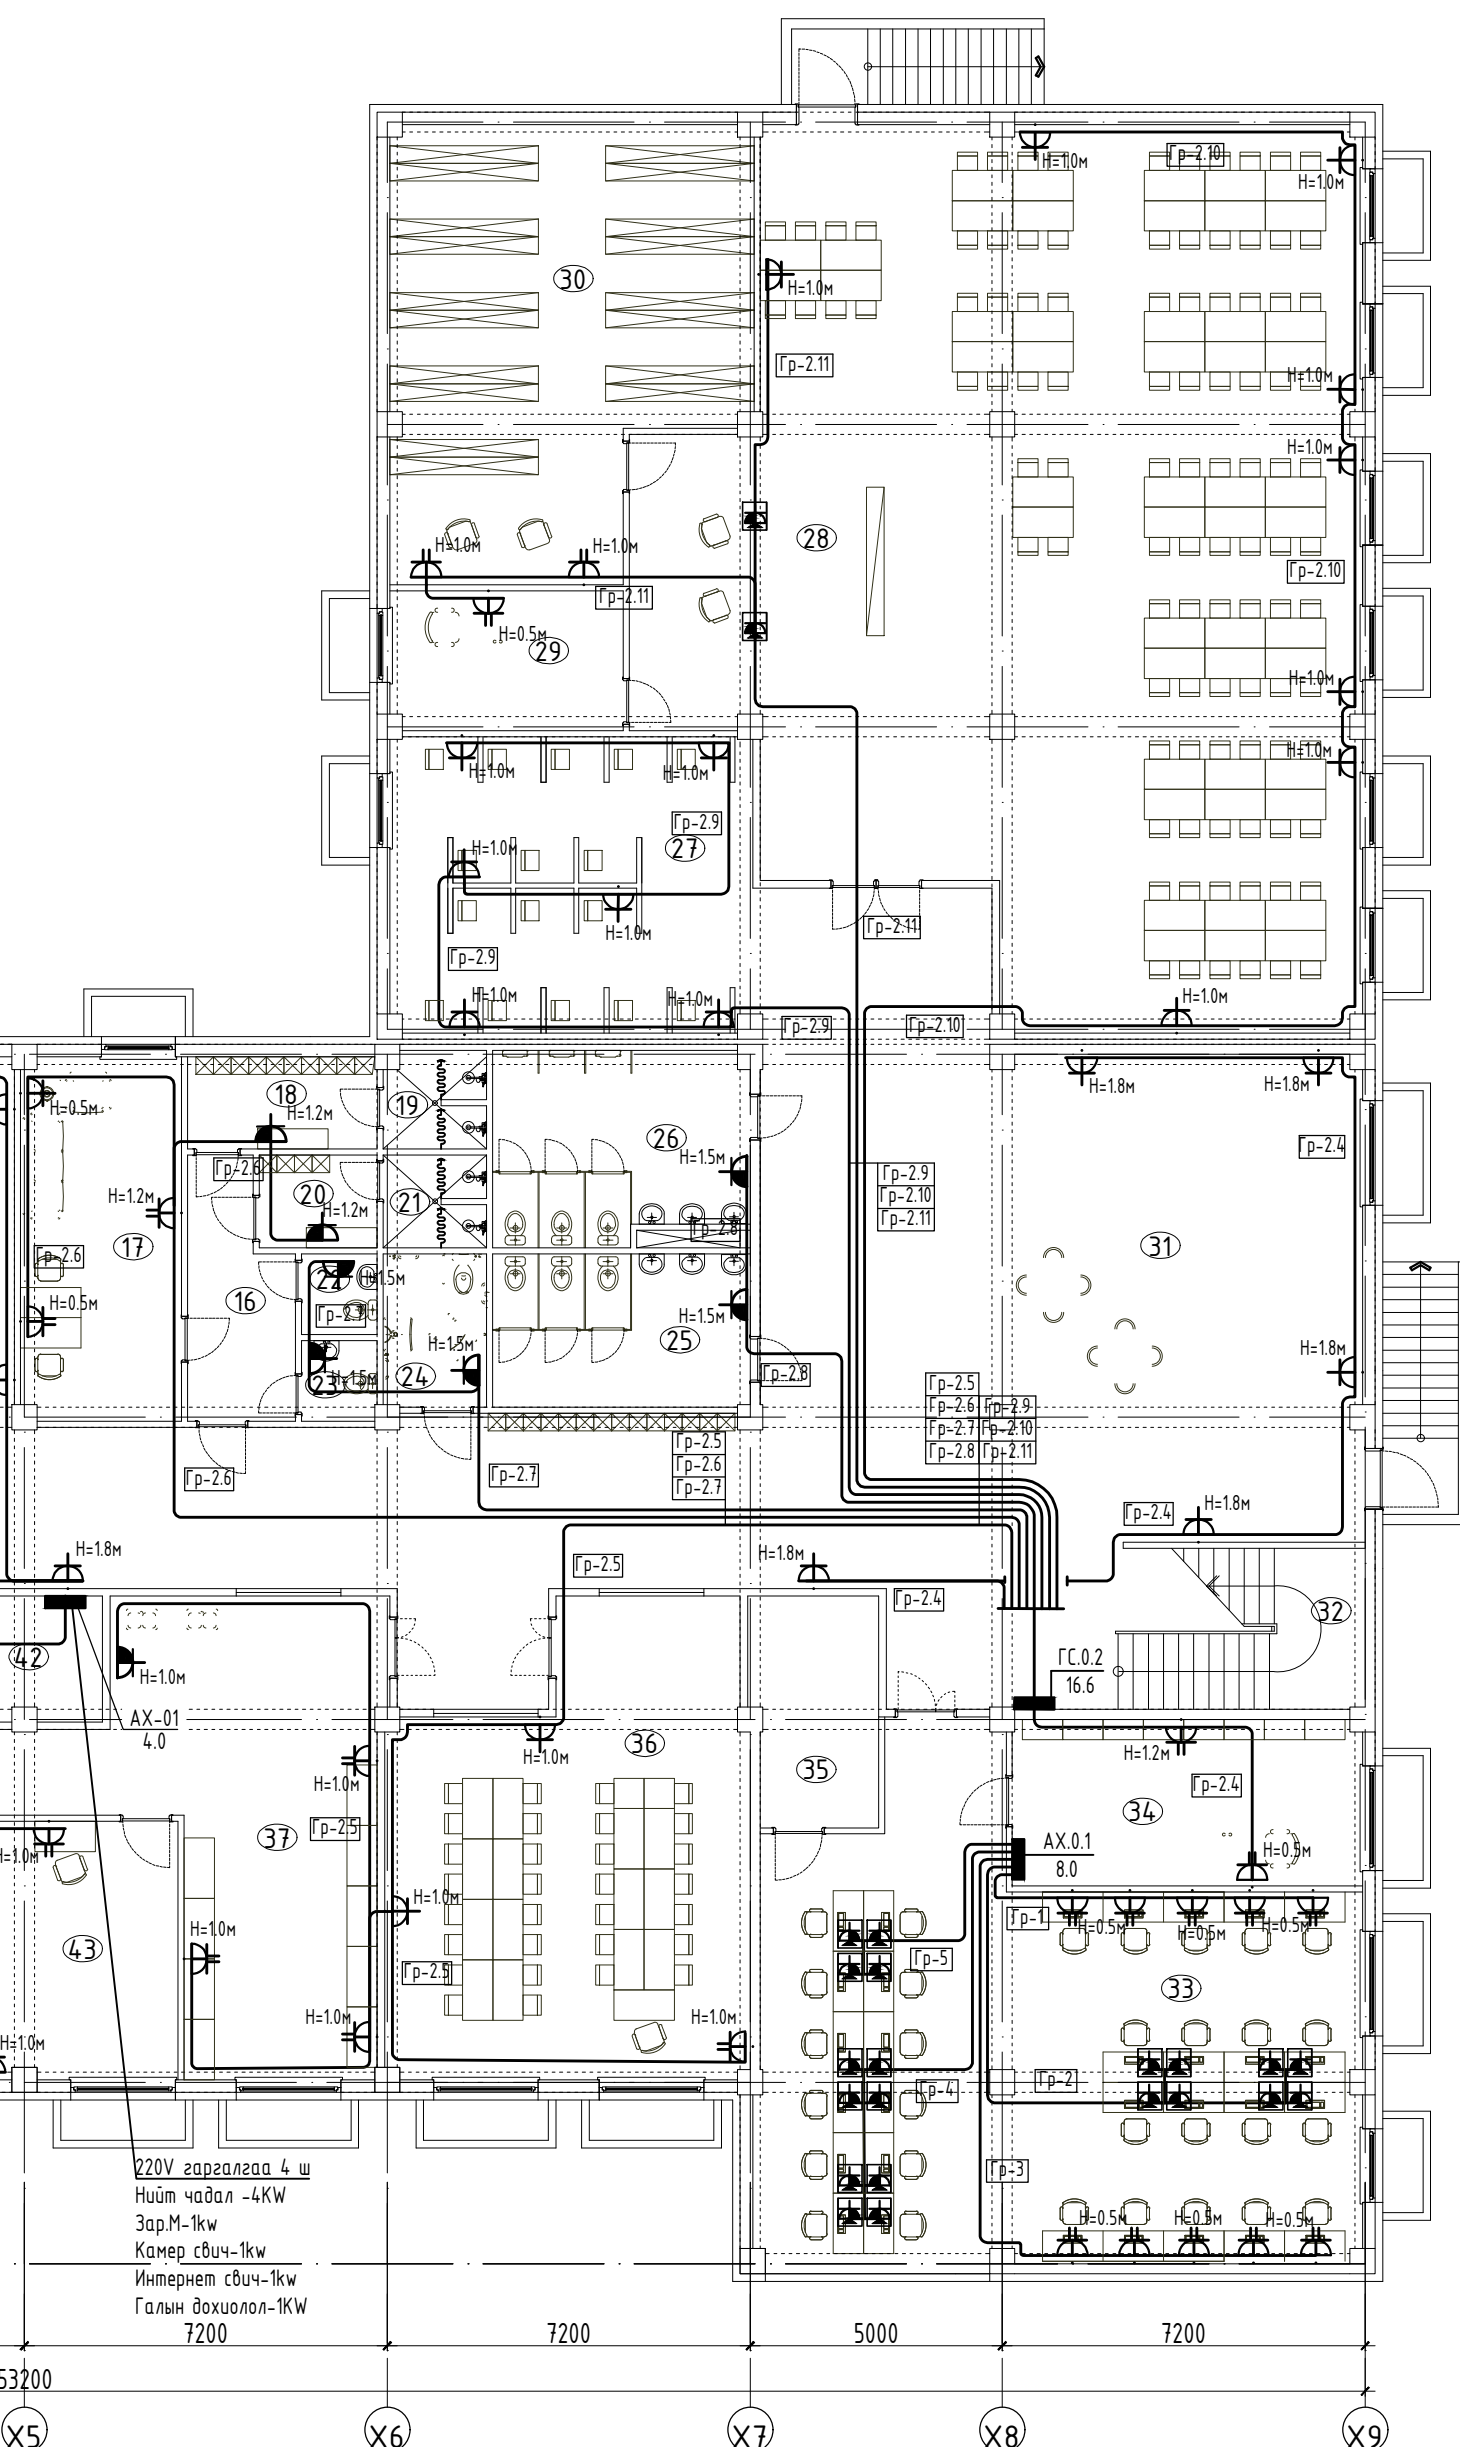 Н=1.0м
Гр-2.10
Н=1.0м
30
Н=1.0м
Гр-2.11
Н=1.0м
Н=1.0м
28
Н=1.0м
Н=1.0м
Гр-2.10
Гр-2.11
Н=0.5м
29
Н=1.0м
Н=1.0м
Н=1.0м
Н=1.0м
Гр-2.9
27
Н=1.0м
Н=1.0м
Гр-2.11
Гр-2.9
Н=1.0м
Н=1.0м
Н=1.0м
Гр-2.9
Гр-2.10
Н=1.8м
Н=1.8м
Н=0.5м
18
Н=1.2м
19
26
Гр-2.4
Н=1.5м
Гр-2.6
Гр-2.9
Гр-2.10
Гр-2.11
Н=1.2м
20
Н=1.2м
21
Гр-2.8
17
Гр-2.6
31
22
Н=1.5м
Н=0.5м
16
Гр-2.7
Н=1.5м
25
Н=1.5м
Н=1.8м
23
Н=1.5м
24
Гр-2.8
Гр-2.5
Гр-2.6 Гр-2.9
Гр-2.7 Гр-2.10
Гр-2.8 Гр-2.11
Гр-2.5
Гр-2.6
Гр-2.7
Гр-2.6
Гр-2.7
Гр-2.4
Н=1.8м
Н=1.8м
Гр-2.5
Н=1.8м
Гр-2.4
32
42
ГС.0.2
16.6
Н=1.0м
АХ-01
4.0
36
Н=1.0м
Н=1.2м
35
Н=1.0м
Гр-2.4
34
37
Гр-2.5
АХ.0.1
8.0
Н=0.5м
Н=1.0м
Н=1.0м
Гр-1
Н=0.5м
Н=0.5м
Н=0.5м
43
Н=1.0м
Гр-2.5
Гр-5
33
Н=1.0м
Н=1.0м
Н=1.0м
Гр-4
Гр-2
Гр-3
220V гаргалгаа 4 ш
Нийт чадал -4KW
Зар.М-1kw
Камер свич-1kw
Интернет свич-1kw
Галын дохиолол-1KW
Н=0.5м
Н=0.5м
Н=0.5м
7200
7200
5000
7200
53200
X5
X6
X7
X8
X9